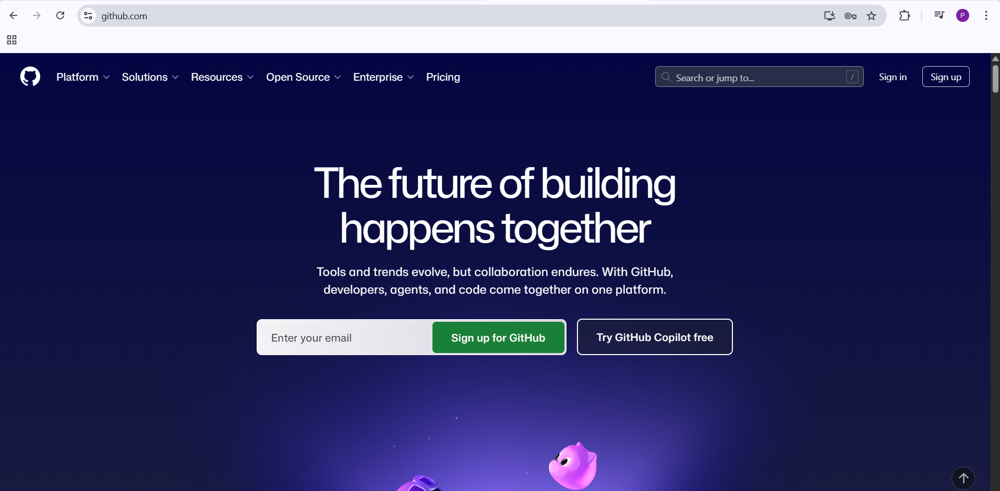 github.com
P
Platform
Solutions
Resources
Open Source
Enterprise
Pricing
Search or jump to...
/
Sign in
Sign up
The future of building
happens together
Tools and trends evolve, but collaboration endures. With GitHub,
developers, agents, and code come together on one platform.
Enter your email
Sign up for GitHub
Try GitHub Copilot free